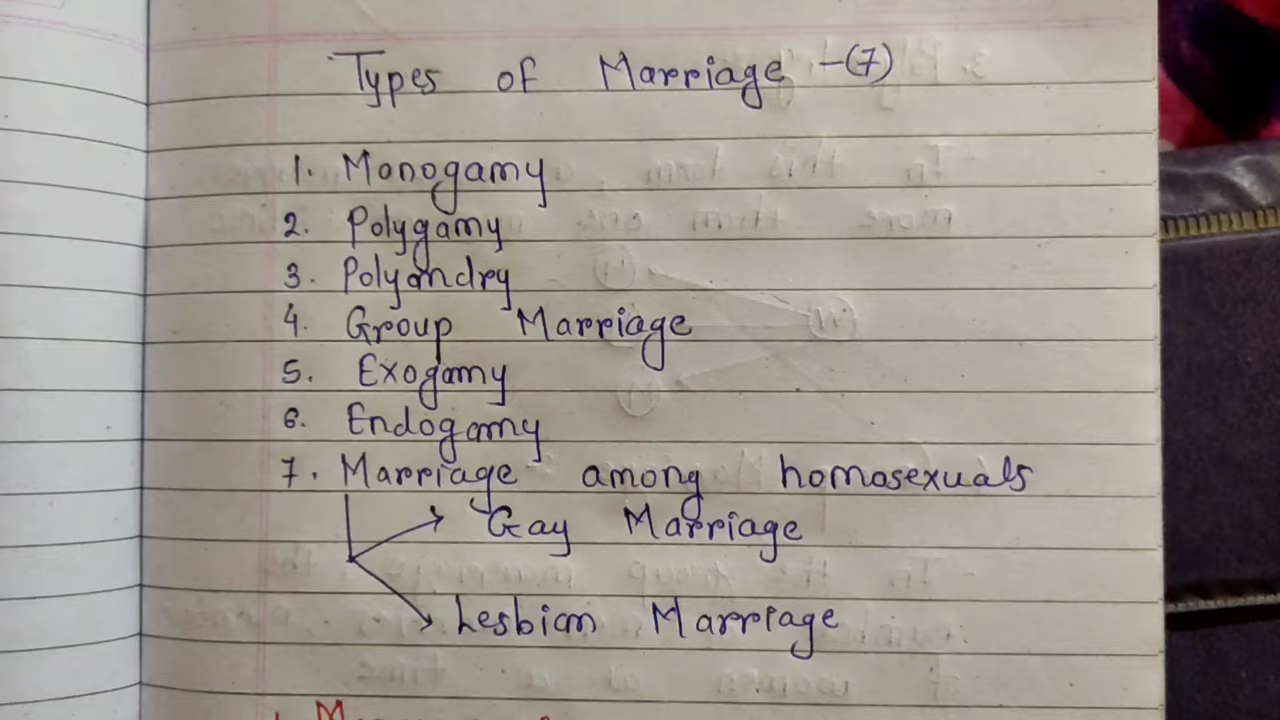 Types of Marriage -(7)
1. Monogamy
2. Polygamy
3. Polyandry
4. Group Marriage
5. Exogamy
6. Endogamy
7. Marriage among homosexuals
Gay Marriage
Lesbian Marriage